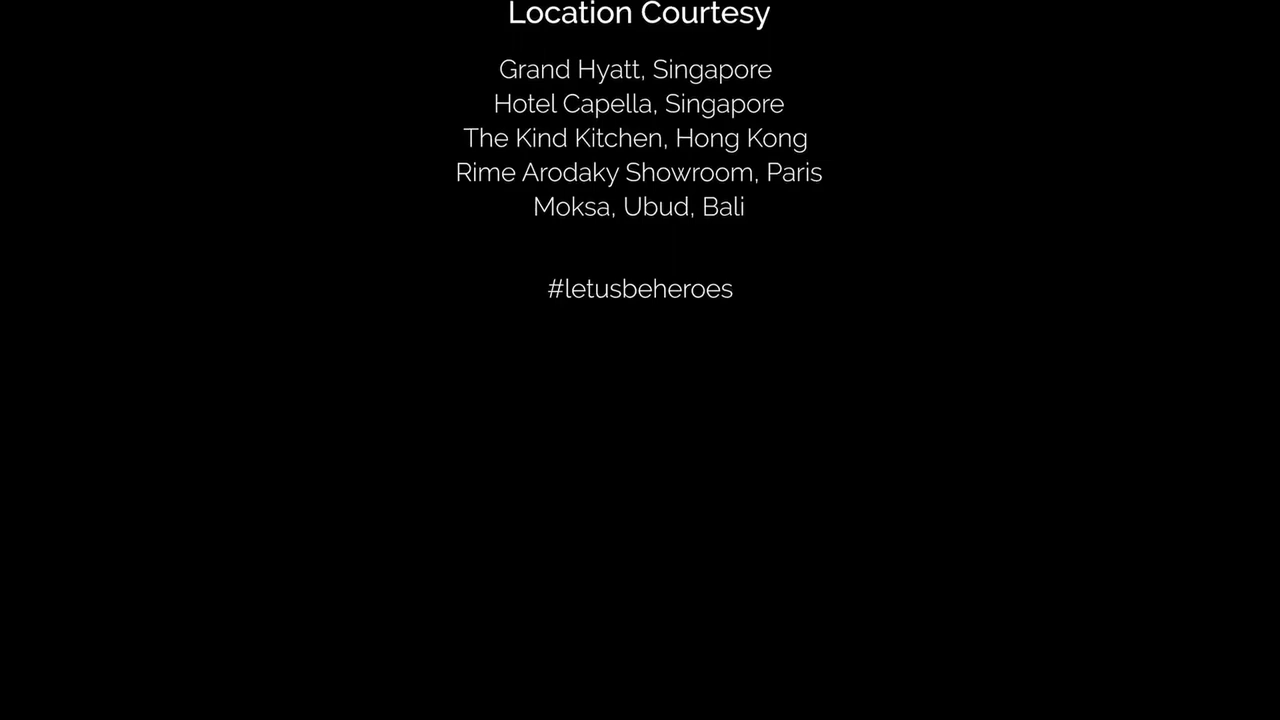 Location Courtesy
Grand Hyatt, Singapore
Hotel Capella, Singapore
The Kind Kitchen, Hong Kong
Rime Arodaky Showroom, Paris
Moksa, Ubud, Bali
#letusbeheroes